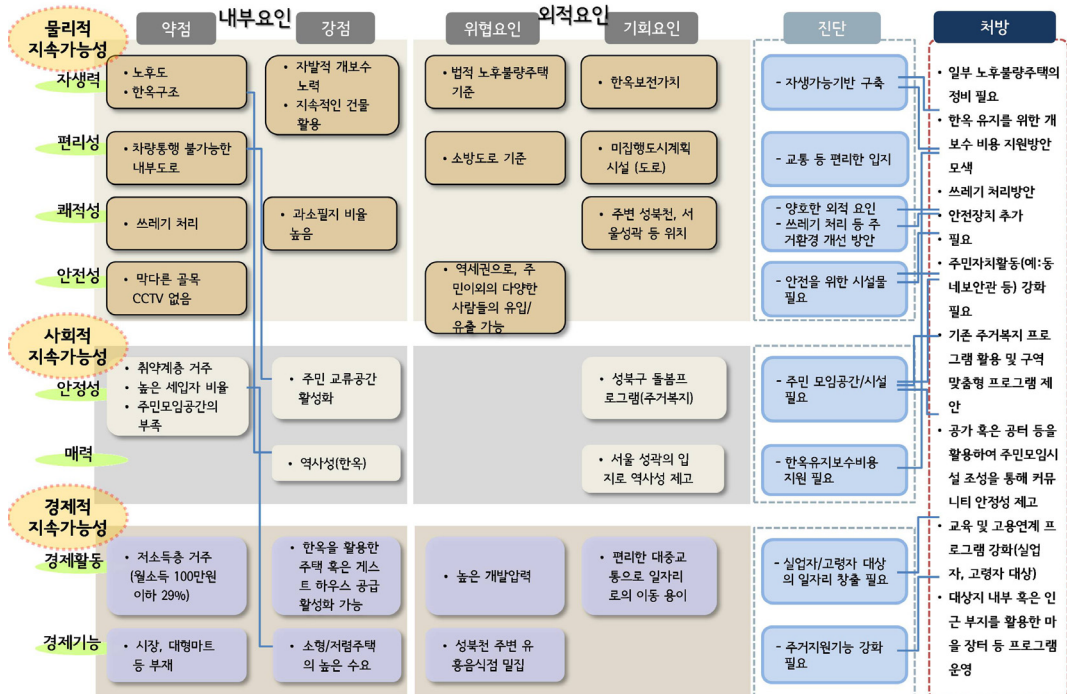 내부요인
외적요인
물리적
지속가능성
약점
강점
위협요인
기회요인
진단
처방
자생력
• 노후도
• 한옥구조
• 자발적 개보수
노력
• 지속적인 건물
활용
• 법적 노후불량주택
기준
• 한옥보전가치
- 자생가능기반 구축
편리성
• 차량통행 불가능한
내부도로
• 소방도로 기준
• 미집행도시계획
시설 (도로)
- 교통 등 편리한 입지
쾌적성
• 쓰레기 처리
• 과소필지 비율
높음
• 주변 성북천, 서
울성곽 등 위치
- 양호한 외적 요인
- 쓰레기 처리 등 주
거환경 개선 방안
안전성
• 막다른 골목
CCTV 없음
• 역세권으로, 주
민이외의 다양한
사람들의 유입/
유출 가능
- 안전을 위한 시설물
필요
사회적
지속가능성
안정성
• 취약계층 거주
• 높은 세입자 비율
• 주민모임공간의
부족
• 주민 교류공간
활성화
• 성북구 돌봄프
로그램(주거복지)
- 주민 모임공간/시설
필요
매력
• 역사성(한옥)
• 서울 성곽의 입
지로 역사성 제고
- 한옥유지보수비용
지원 필요
경제적
지속가능성
경제활동
• 저소득층 거주
(월소득 100만원
이하 29%)
• 한옥을 활용한
주택 혹은 게스
트 하우스 공급
활성화 가능
• 높은 개발압력
• 편리한 대중교
통으로 일자리
로의 이동 용이
- 실업자/고령자 대상
의 일자리 창출 필요
경제기능
• 시장, 대형마트
등 부재
• 소형/저렴주택
의 높은 수요
• 성북천 주변 유
흥음식점 밀집
- 주거지원기능 강화
필요
• 일부 노후불량주택의
정비 필요
• 한옥 유지를 위한 개
보수 비용 지원방안
모색
• 쓰레기 처리방안
• 안전장치 추가
• 필요
• 주민자치활동(예:동
네보안관 등) 강화
필요
• 기존 주거복지 프로
그램 활용 및 구역
맞춤형 프로그램 제
안
• 공가 혹은 공터 등을
활용하여 주민모임시
설 조성을 통해 커뮤
니티 안정성 제고
• 교육 및 고용연계 프
로그램 강화(실업
자, 고령자 대상)
• 대상지 내부 혹은 인
근 부지를 활용한 마
을 장터 등 프로그램
운영